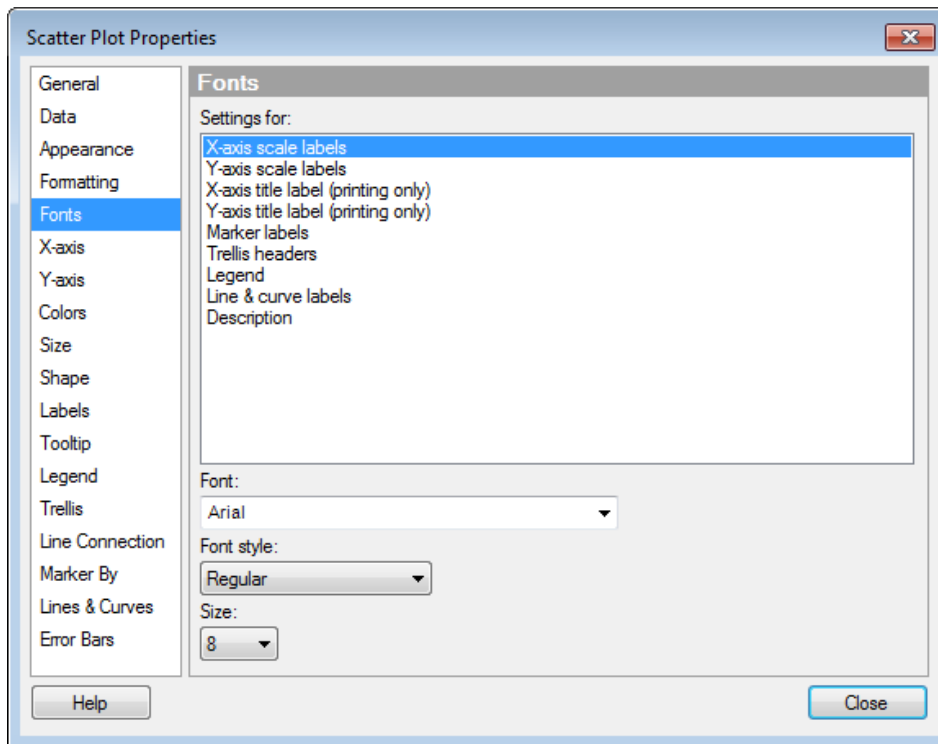 Scatter Plot Properties
General
Data
Appearance
Formatting
Fonts
X-axis
Y-axis
Colors
Size
Shape
Labels
Tooltip
Legend
Trellis
Line Connection
Marker By
Lines & Curves
Error Bars
Fonts
Settings for:
X-axis scale labels
Y-axis scale labels
X-axis title label (printing only)
Y-axis title label (printing only)
Marker labels
Trellis headers
Legend
Line & curve labels
Description
Font:
Arial
Font style:
Regular
Size:
8
Help
Close